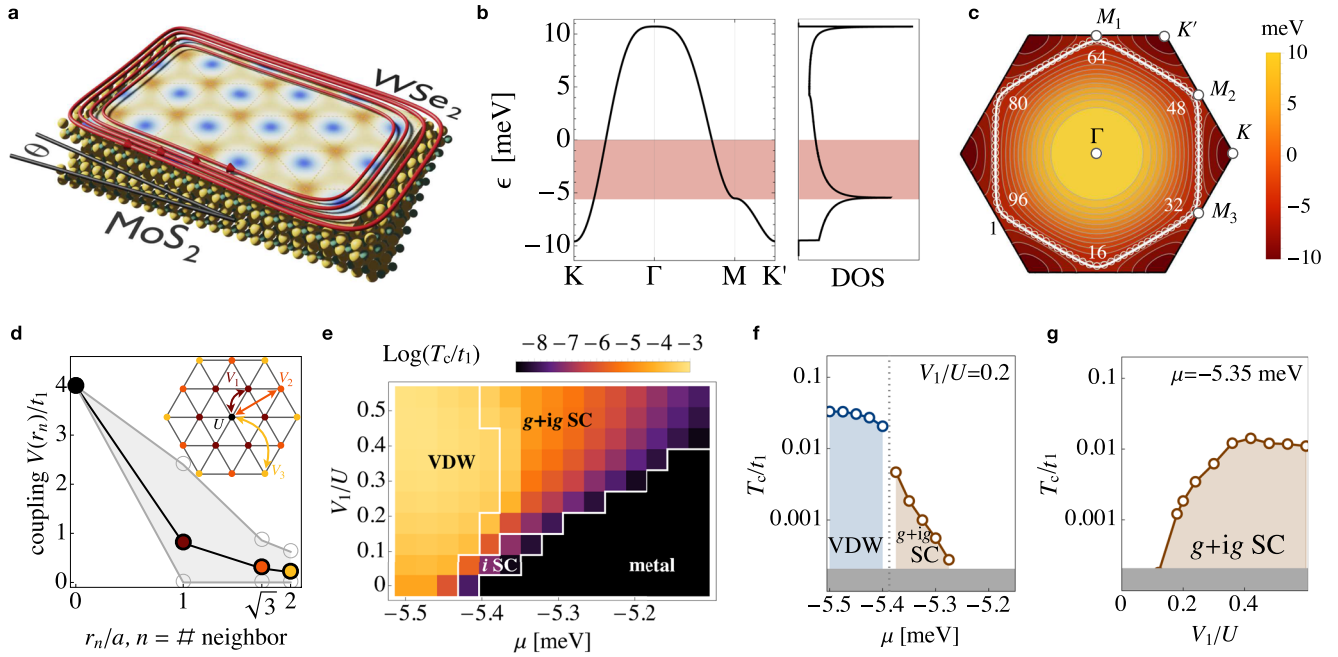 a
WSe2
θ
MoS2
b
ϵ [meV]
10
5
0
−5
−10
K
Γ
M
K'
DOS
c
M1
K'
M2
K
M3
Γ
64
80
48
96
32
1
16
meV
10
5
0
−5
−10
d
coupling V(rn)/t1
4
3
2
1
0
0
1
√3
2
rn/a, n = # neighbor
V1
V2
U
V3
e
Log(Tc/t1)
−8 −7 −6 −5 −4 −3
V1/U
0.5
0.4
0.3
0.2
0.1
0
VDW
g+ig SC
i SC
metal
−5.5
−5.4
−5.3
−5.2
μ [meV]
f
V1/U=0.2
Tc/t1
0.1
0.01
0.001
VDW
g+ig
SC
−5.5 −5.4 −5.3 −5.2
μ [meV]
g
μ=−5.35 meV
Tc/t1
0.1
0.01
0.001
g+ig SC
0
0.2
0.4
V1/U